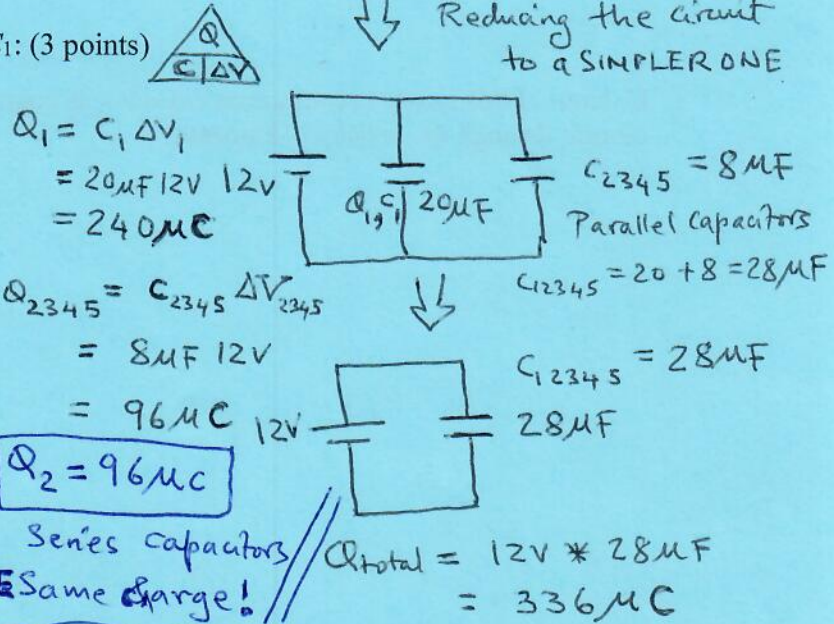 Reducing the circuit
to a SIMPLER ONE
1: (3 points)
Q
C | ΔV
Q1 = C1 ΔV1
= 20μF 12V
= 240μC
12V
Q1, C1 20μF
C2345 = 8μF
Parallel Capacitors
C12345 = 20 + 8 = 28μF
Q2345 = C2345 ΔV2345
= 8μF 12V
= 96μC
Q2 = 96μC
Series capacitors
Same charge!
12V
C12345 = 28μF
28μF
Qtotal = 12V * 28μF
= 336μC